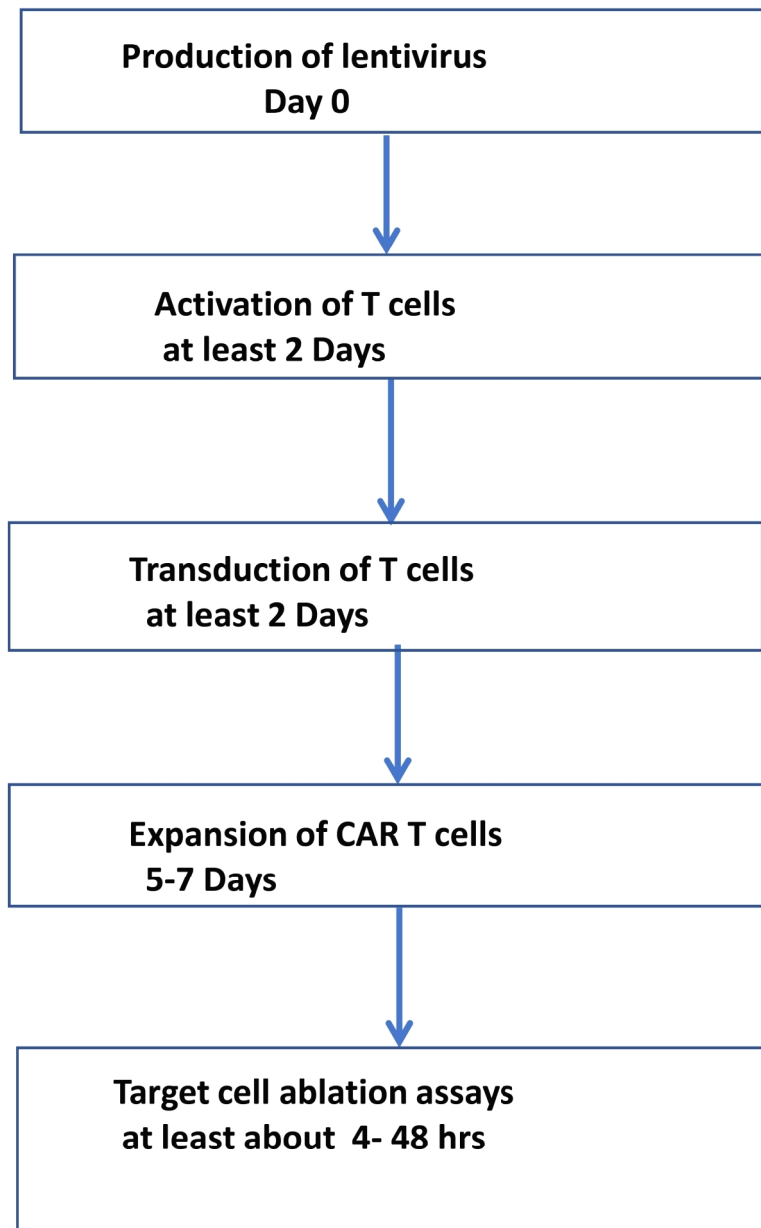 Production of lentivirus
Day 0
Activation of T cells
at least 2 Days
Transduction of T cells
at least 2 Days
Expansion of CAR T cells
5-7 Days
Target cell ablation assays
at least about 4- 48 hrs